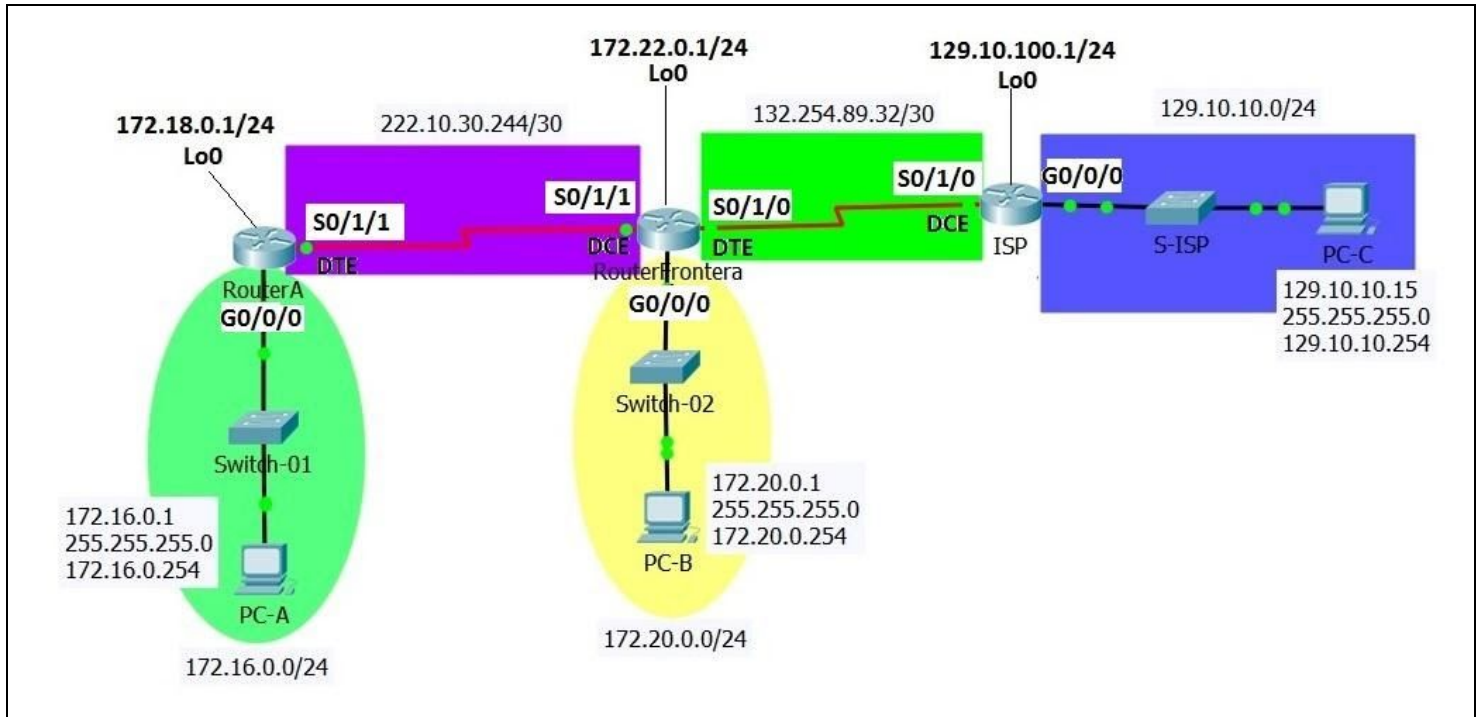 172.22.0.1/24
Lo0
129.10.100.1/24
Lo0
172.18.0.1/24
Lo0
222.10.30.244/30
132.254.89.32/30
129.10.10.0/24
S0/1/1
DTE
S0/1/1
DCE
S0/1/0
DTE
S0/1/0
DCE
G0/0/0
RouterA
G0/0/0
RouterFrontera
G0/0/0
ISP
S-ISP
PC-C
129.10.10.15
255.255.255.0
129.10.10.254
Switch-01
Switch-02
172.16.0.1
255.255.255.0
172.16.0.254
PC-A
172.16.0.0/24
172.20.0.1
255.255.255.0
172.20.0.254
PC-B
172.20.0.0/24